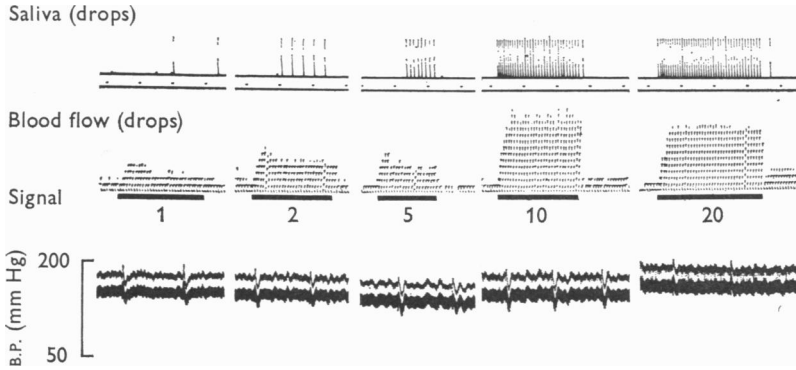 Saliva (drops)
Blood flow (drops)
Signal
1 2 5 10 20
200
B.P. (mm Hg)
50